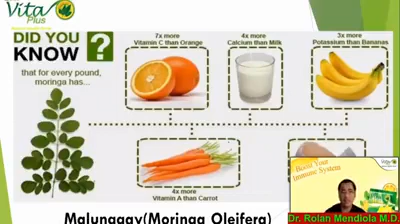 Vita
Plus
DID YOU
KNOW
?
that for every pound,
moringa has...
7x more
Vitamin C than Orange
4x more
Calcium than Milk
3x more
Potassium than Bananas
4x more
Vitamin A than Carrot
Malunggay(Moringa Oleifera)
Boost Your
Immune System
Dr. Rolan Mendiola M.D.